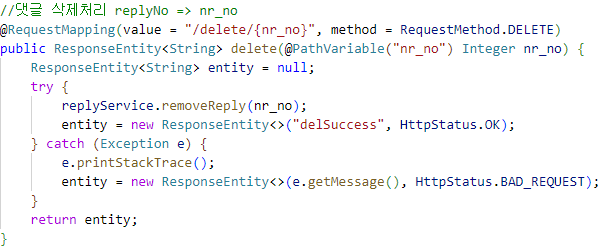 //댓글 삭제처리 replyNo => nr_no
@RequestMapping(value = "/delete/{nr_no}", method = RequestMethod.DELETE)
public ResponseEntity<String> delete(@PathVariable("nr_no") Integer nr_no) {
    ResponseEntity<String> entity = null;
    try {
        replyService.removeReply(nr_no);
        entity = new ResponseEntity<>("delSuccess", HttpStatus.OK);
    } catch (Exception e) {
        e.printStackTrace();
        entity = new ResponseEntity<>(e.getMessage(), HttpStatus.BAD_REQUEST);
    }
    return entity;
}